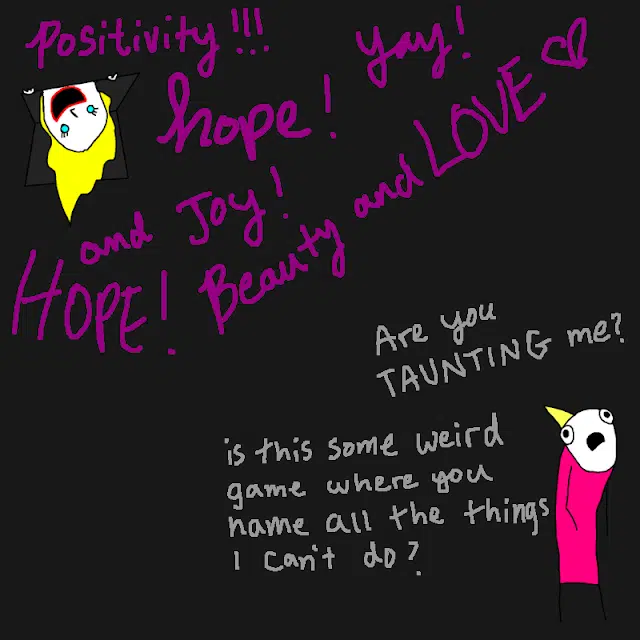 Positivity!!!
yay!
hope!
and Joy!
HOPE! Beauty and LOVE
Are you
TAUNTING me?
is this some weird
game where you
name all the things
I can't do?